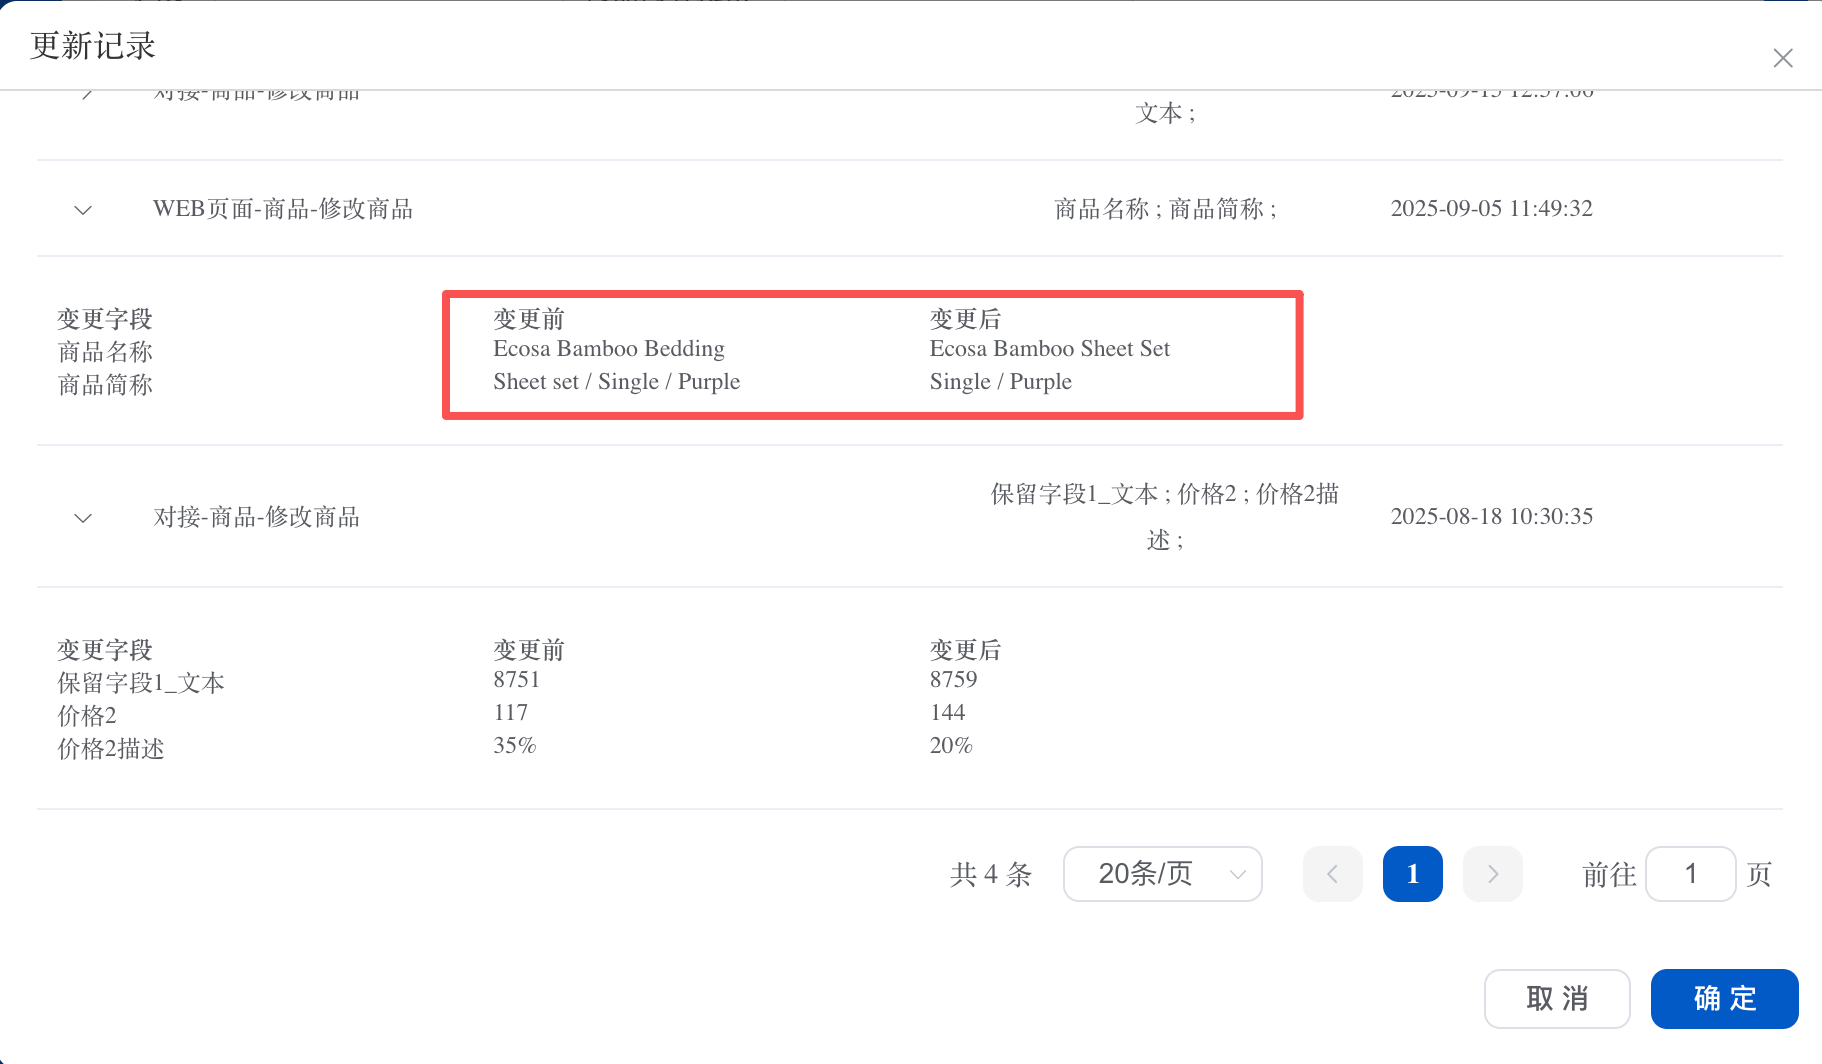 更新记录
对接-商品-修改商品
2025-09-15 12:57:06
文本 ;
WEB页面-商品-修改商品 商品名称 ; 商品简称 ; 2025-09-05 11:49:32
变更字段 变更前 变更后
商品名称 Ecosa Bamboo Bedding Ecosa Bamboo Sheet Set
商品简称 Sheet set / Single / Purple Single / Purple
保留字段1_文本 ; 价格2 ; 价格2描
对接-商品-修改商品 2025-08-18 10:30:35
述 ;
变更字段 变更前 变更后
保留字段1_文本 8751 8759
价格2 117 144
价格2描述 35% 20%
共 4 条 20条/页 1 前往 1 页
取 消 确 定